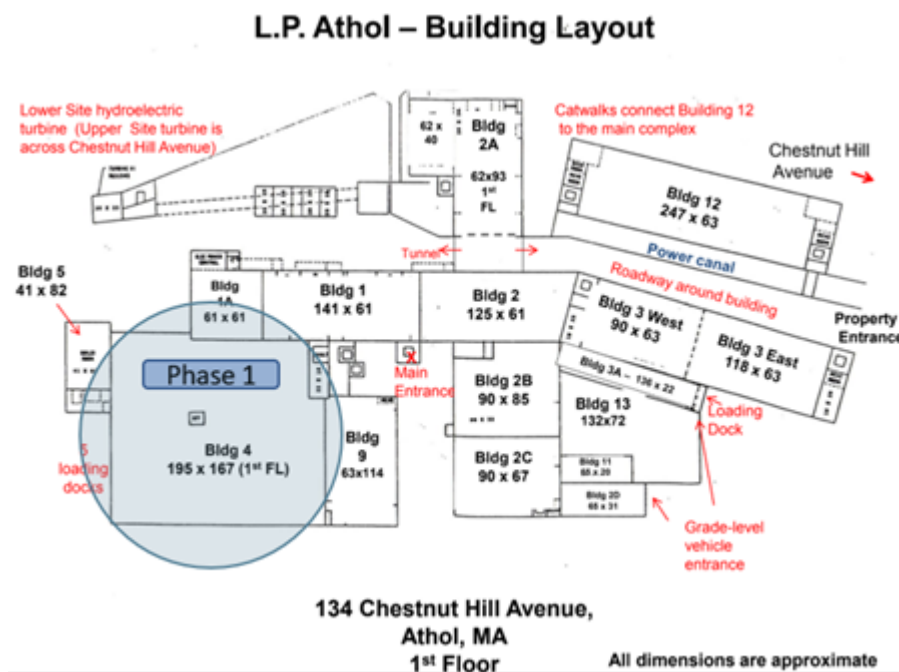 L.P. Athol – Building Layout
Lower Site hydroelectric
turbine (Upper Site turbine is
across Chestnut Hill Avenue)
62 x
40
Bldg
2A
62x93
1st
FL
Catwalks connect Building 12
to the main complex
Chestnut Hill
Avenue
Bldg 12
247 x 63
Power canal
Roadway around building
Tunnel
Bldg 5
41 x 82
Bldg
1A
61 x 61
Bldg 1
141 x 61
Bldg 2
125 x 61
Bldg 3 West
90 x 63
Bldg 3 East
118 x 63
Property
Entrance
Phase 1
X
Main
Entrance
Bldg 2B
90 x 85
Bldg 3A – 136 x 22
Bldg 13
132x72
Loading
Dock
5
loading
docks
Bldg 4
195 x 167 (1st FL)
Bldg
9
63x114
Bldg 2C
90 x 67
Bldg 11
65 x 20
Bldg 2D
65 x 31
Grade-level
vehicle
entrance
134 Chestnut Hill Avenue,
Athol, MA
1st Floor
All dimensions are approximate